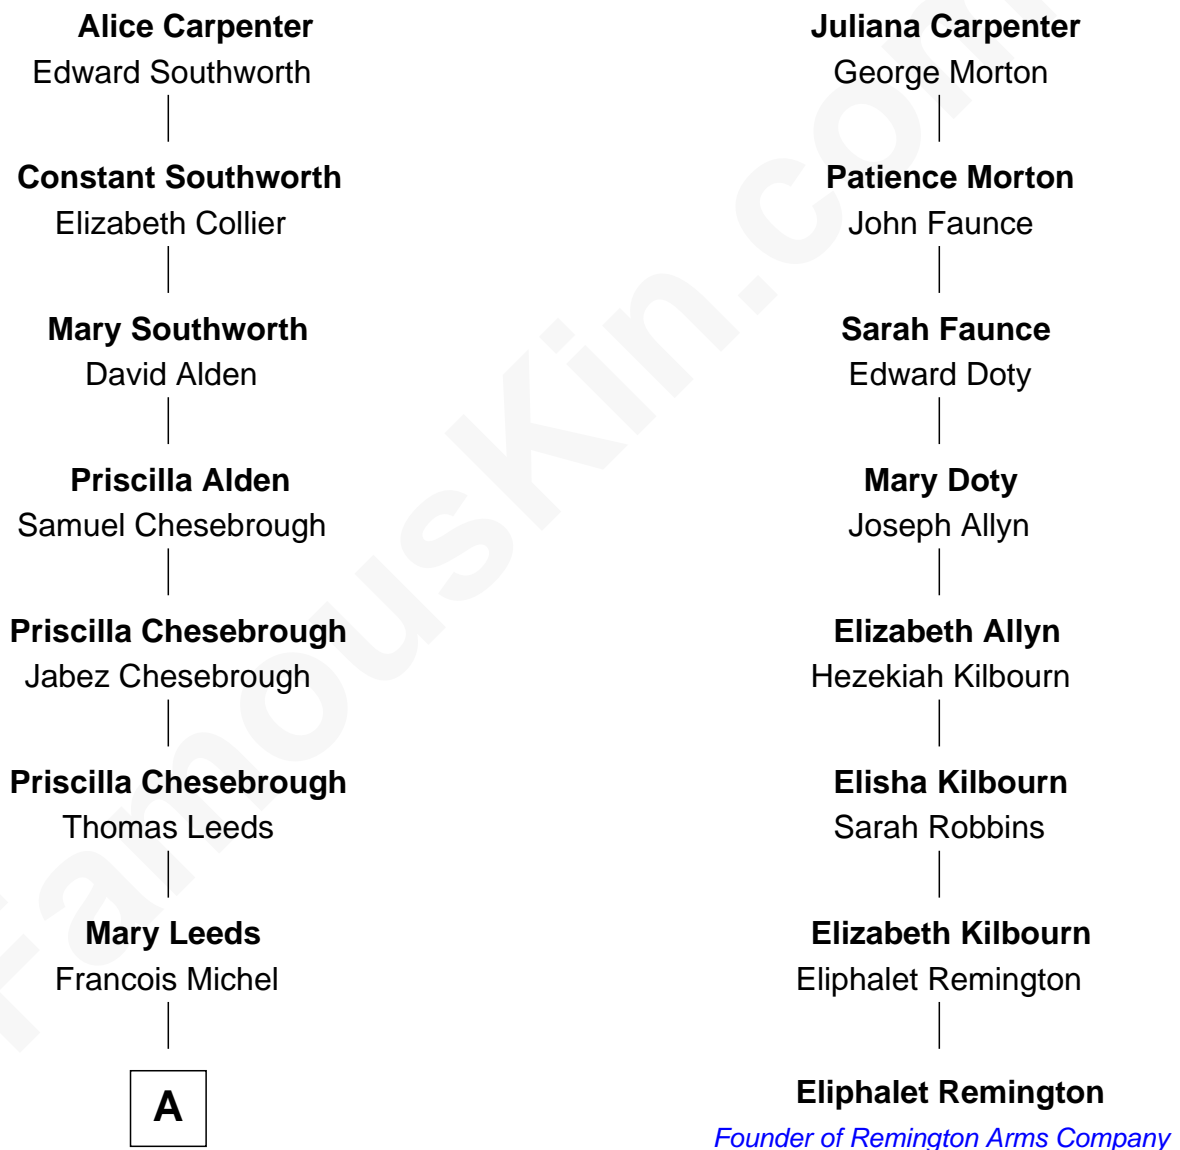 Alice Carpenter
Edward Southworth
Constant Southworth
Elizabeth Collier
Mary Southworth
David Alden
Priscilla Alden
Samuel Chesebrough
Priscilla Chesebrough
Jabez Chesebrough
Priscilla Chesebrough
Thomas Leeds
Mary Leeds
Francois Michel
A
Juliana Carpenter
George Morton
Patience Morton
John Faunce
Sarah Faunce
Edward Doty
Mary Doty
Joseph Allyn
Elizabeth Allyn
Hezekiah Kilbourn
Elisha Kilbourn
Sarah Robbins
Elizabeth Kilbourn
Eliphalet Remington
Eliphalet Remington
Founder of Remington Arms Company
FamousKin.com